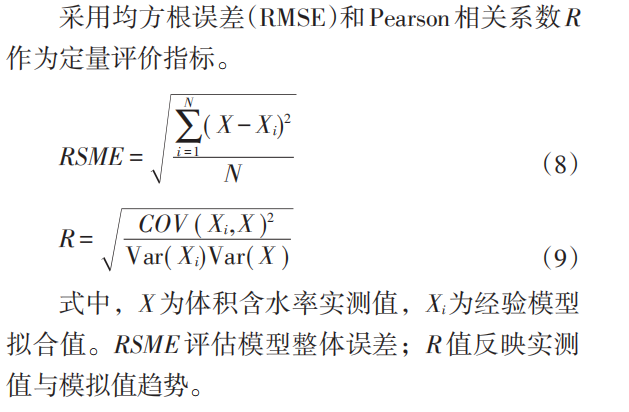 采用均方根误差（RMSE）和Pearson相关系数R
作为定量评价指标。
RSME = √(∑_{i=1}^{N}(X-X_i)²/N) （8）
R = √(COV(X_i,X)²/Var(X_i)Var(X)) （9）
式中，X为体积含水率实测值，X_i为经验模型
拟合值。RSME评估模型整体误差；R值反映实测
值与模拟值趋势。